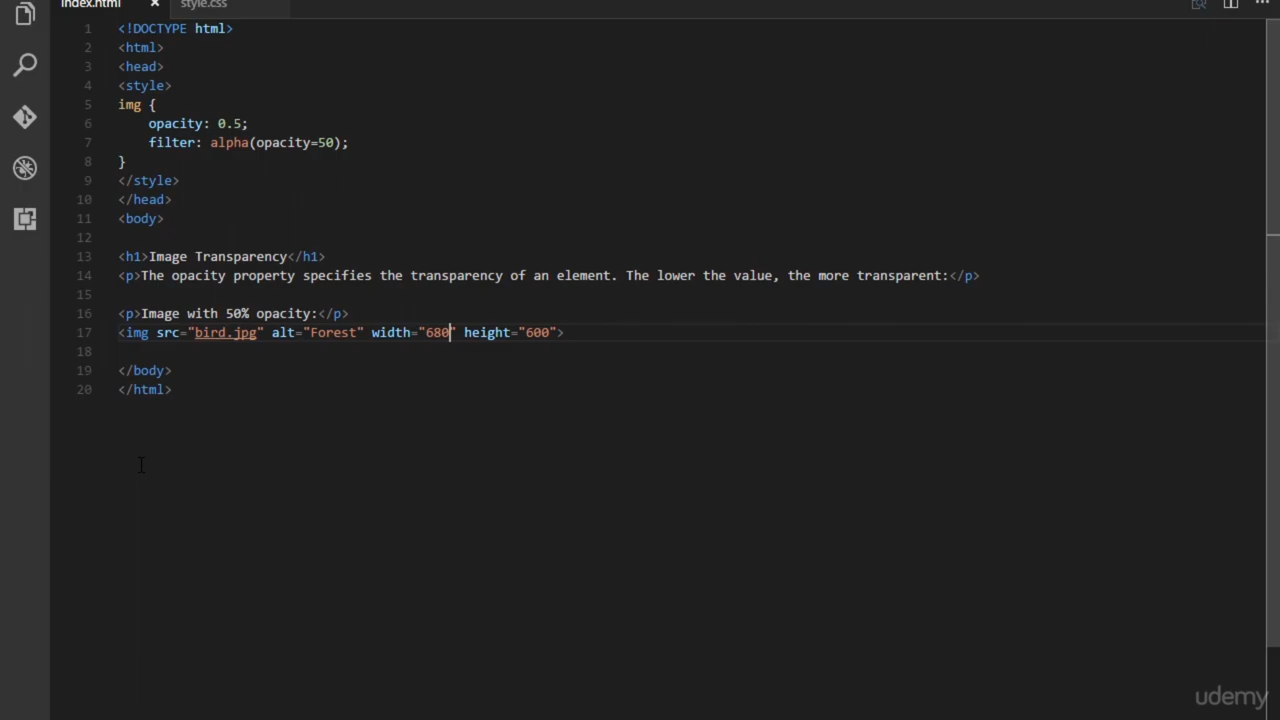 index.html × style.css
1 <!DOCTYPE html>
2 <html>
3 <head>
4 <style>
5 img {
6 opacity: 0.5;
7 filter: alpha(opacity=50);
8 }
9 </style>
10 </head>
11 <body>
12
13 <h1>Image Transparency</h1>
14 <p>The opacity property specifies the transparency of an element. The lower the value, the more transparent:</p>
15
16 <p>Image with 50% opacity:</p>
17 <img src="bird.jpg" alt="Forest" width="680" height="600">
18
19 </body>
20 </html>
udemy